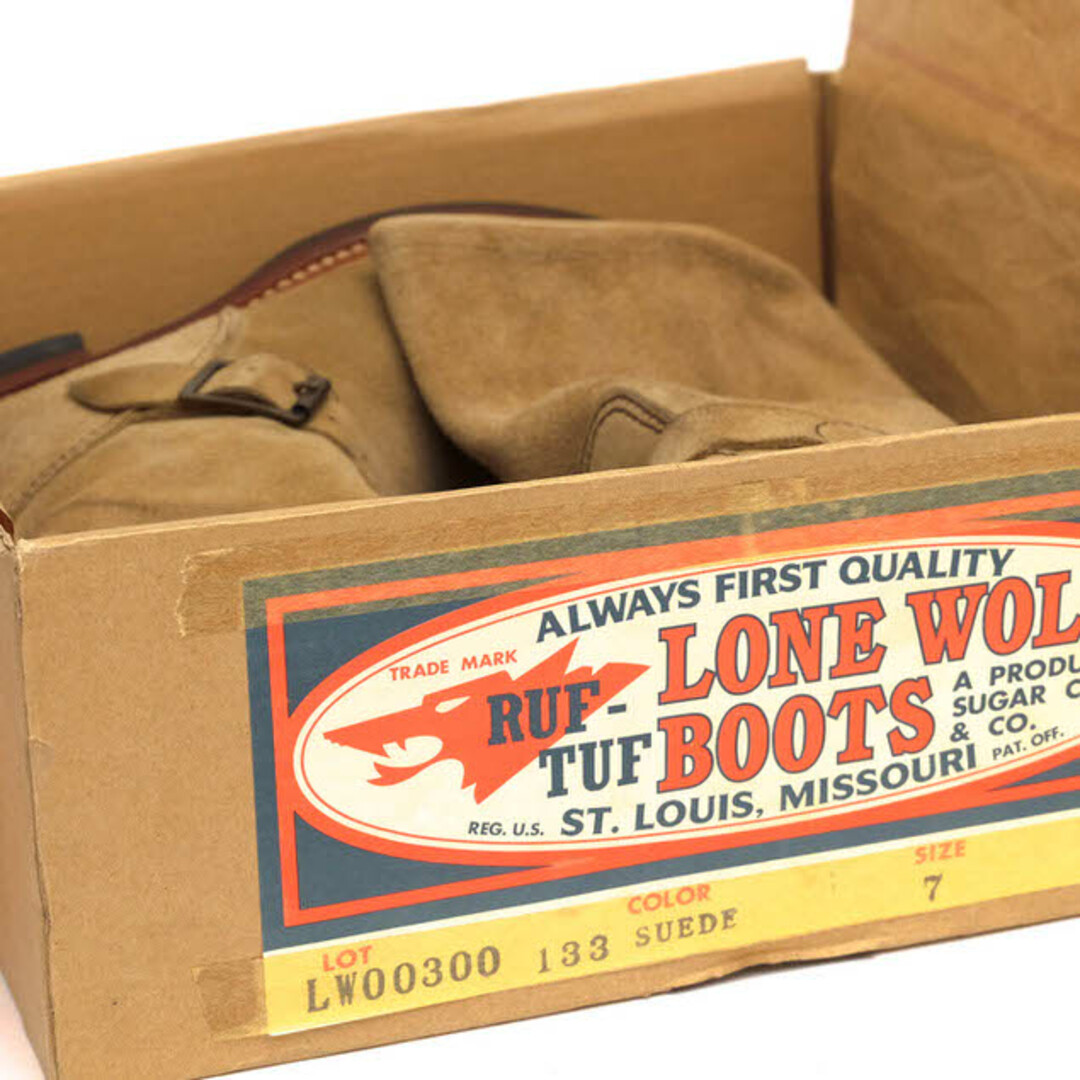 ALWAYS FIRST QUALITY
TRADE MARK
RUF-
TUF
LONE WOL
BOOTS
A PRODU
SUGAR C
& CO.
REG. U.S.
ST. LOUIS, MISSOURI
PAT. OFF.
LOT
COLOR
SIZE
LW00300 133 SUEDE 7